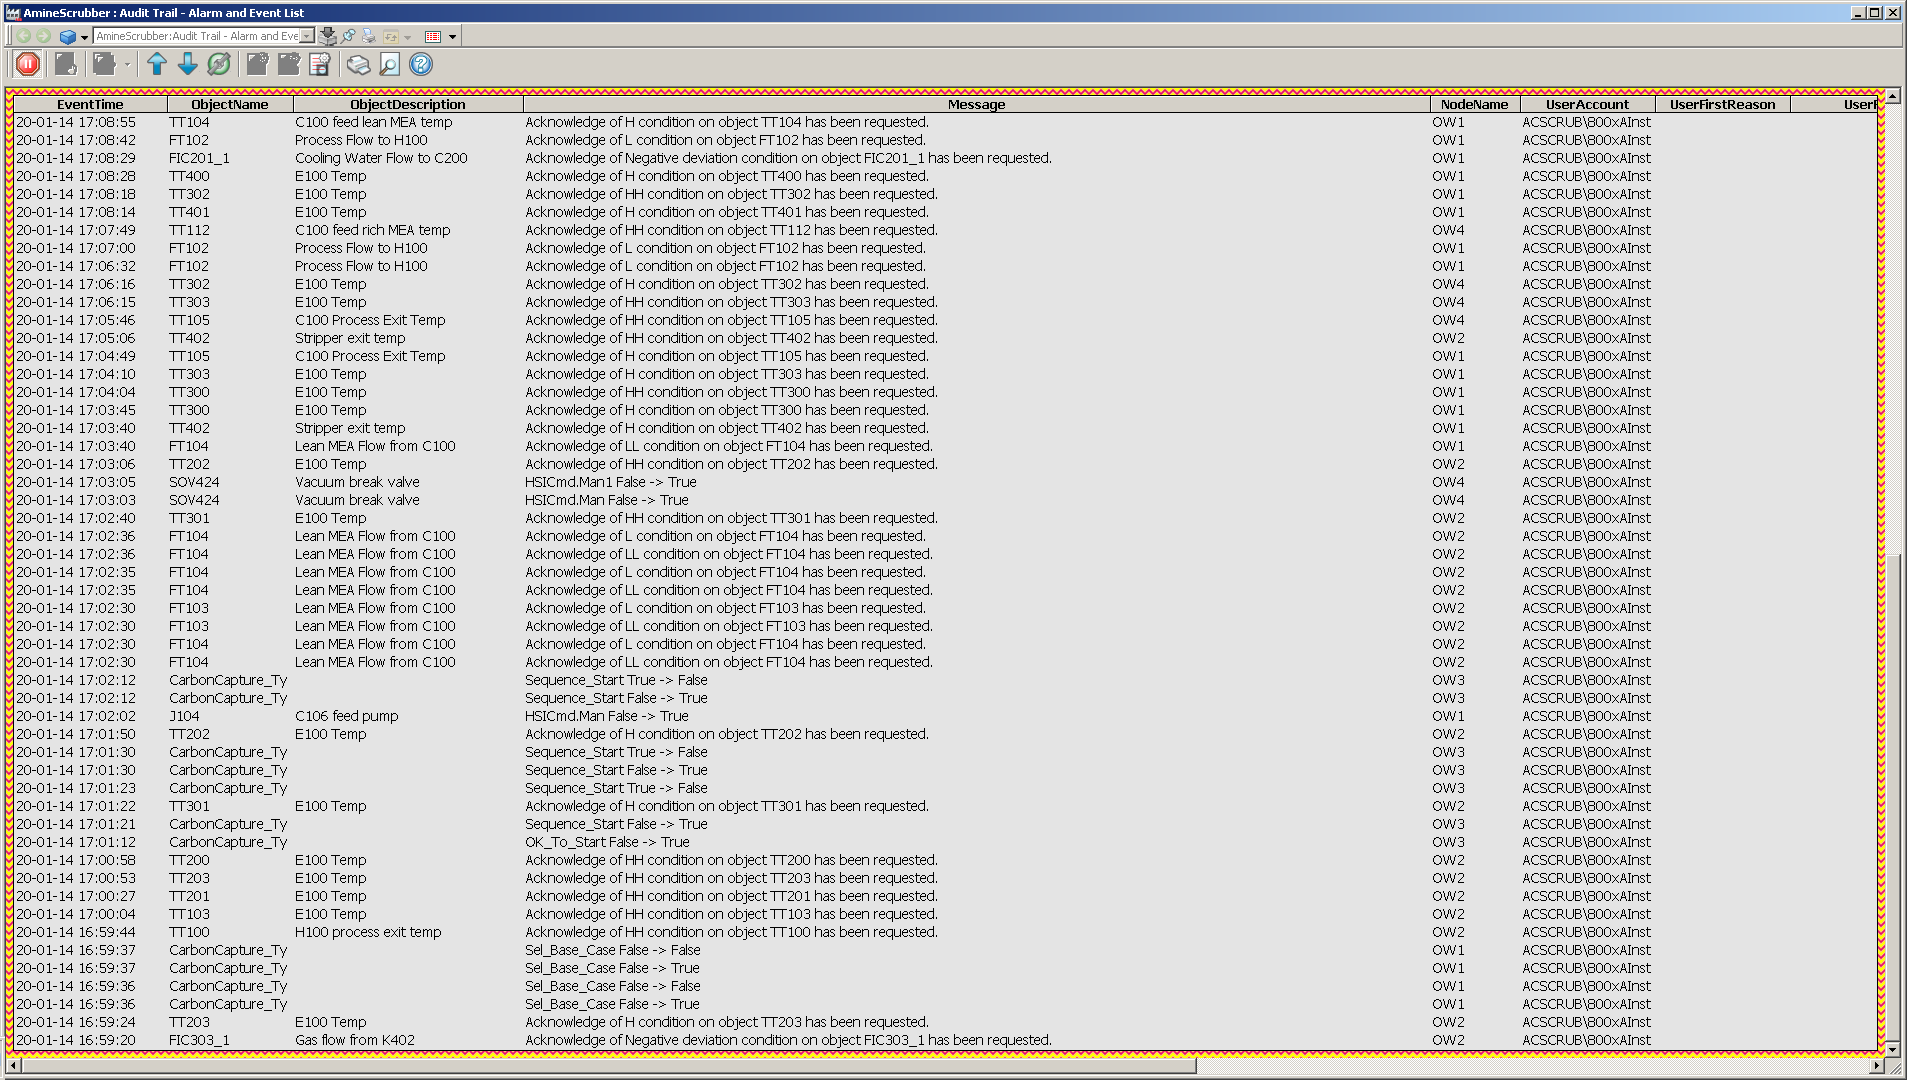 AmineScrubber : Audit Trail - Alarm and Event List
AmineScrubber:Audit Trail - Alarm and Eve
EventTime ObjectName ObjectDescription Message NodeName UserAccount UserFirstReason
20-01-14 17:08:55 TT104 C100 feed lean MEA temp Acknowledge of H condition on object TT104 has been requested. OW1 ACSCRUB\800xAInst
20-01-14 17:08:42 FT102 Process Flow to H100 Acknowledge of L condition on object FT102 has been requested. OW1 ACSCRUB\800xAInst
20-01-14 17:08:29 FIC201_1 Cooling Water Flow to C200 Acknowledge of Negative deviation condition on object FIC201_1 has been requested. OW1 ACSCRUB\800xAInst
20-01-14 17:08:28 TT400 E100 Temp Acknowledge of H condition on object TT400 has been requested. OW1 ACSCRUB\800xAInst
20-01-14 17:08:18 TT302 E100 Temp Acknowledge of HH condition on object TT302 has been requested. OW1 ACSCRUB\800xAInst
20-01-14 17:08:14 TT401 E100 Temp Acknowledge of H condition on object TT401 has been requested. OW1 ACSCRUB\800xAInst
20-01-14 17:07:49 TT112 C100 feed rich MEA temp Acknowledge of HH condition on object TT112 has been requested. OW4 ACSCRUB\800xAInst
20-01-14 17:07:00 FT102 Process Flow to H100 Acknowledge of L condition on object FT102 has been requested. OW1 ACSCRUB\800xAInst
20-01-14 17:06:32 FT102 Process Flow to H100 Acknowledge of L condition on object FT102 has been requested. OW1 ACSCRUB\800xAInst
20-01-14 17:06:16 TT302 E100 Temp Acknowledge of H condition on object TT302 has been requested. OW4 ACSCRUB\800xAInst
20-01-14 17:06:15 TT303 E100 Temp Acknowledge of HH condition on object TT303 has been requested. OW4 ACSCRUB\800xAInst
20-01-14 17:05:46 TT105 C100 Process Exit Temp Acknowledge of HH condition on object TT105 has been requested. OW4 ACSCRUB\800xAInst
20-01-14 17:05:06 TT402 Stripper exit temp Acknowledge of HH condition on object TT402 has been requested. OW2 ACSCRUB\800xAInst
20-01-14 17:04:49 TT105 C100 Process Exit Temp Acknowledge of H condition on object TT105 has been requested. OW1 ACSCRUB\800xAInst
20-01-14 17:04:10 TT303 E100 Temp Acknowledge of H condition on object TT303 has been requested. OW1 ACSCRUB\800xAInst
20-01-14 17:04:04 TT300 E100 Temp Acknowledge of HH condition on object TT300 has been requested. OW1 ACSCRUB\800xAInst
20-01-14 17:03:45 TT300 E100 Temp Acknowledge of H condition on object TT300 has been requested. OW1 ACSCRUB\800xAInst
20-01-14 17:03:40 TT402 Stripper exit temp Acknowledge of H condition on object TT402 has been requested. OW1 ACSCRUB\800xAInst
20-01-14 17:03:40 FT104 Lean MEA Flow from C100 Acknowledge of LL condition on object FT104 has been requested. OW1 ACSCRUB\800xAInst
20-01-14 17:03:06 TT202 E100 Temp Acknowledge of HH condition on object TT202 has been requested. OW2 ACSCRUB\800xAInst
20-01-14 17:03:05 SOV424 Vacuum break valve HSICmd.Man1 False -> True OW4 ACSCRUB\800xAInst
20-01-14 17:03:03 SOV424 Vacuum break valve HSICmd.Man False -> True OW4 ACSCRUB\800xAInst
20-01-14 17:02:40 TT301 E100 Temp Acknowledge of HH condition on object TT301 has been requested. OW2 ACSCRUB\800xAInst
20-01-14 17:02:36 FT104 Lean MEA Flow from C100 Acknowledge of L condition on object FT104 has been requested. OW2 ACSCRUB\800xAInst
20-01-14 17:02:36 FT104 Lean MEA Flow from C100 Acknowledge of LL condition on object FT104 has been requested. OW2 ACSCRUB\800xAInst
20-01-14 17:02:35 FT104 Lean MEA Flow from C100 Acknowledge of L condition on object FT104 has been requested. OW2 ACSCRUB\800xAInst
20-01-14 17:02:35 FT104 Lean MEA Flow from C100 Acknowledge of LL condition on object FT104 has been requested. OW2 ACSCRUB\800xAInst
20-01-14 17:02:30 FT103 Lean MEA Flow from C100 Acknowledge of L condition on object FT103 has been requested. OW2 ACSCRUB\800xAInst
20-01-14 17:02:30 FT103 Lean MEA Flow from C100 Acknowledge of LL condition on object FT103 has been requested. OW2 ACSCRUB\800xAInst
20-01-14 17:02:30 FT104 Lean MEA Flow from C100 Acknowledge of L condition on object FT104 has been requested. OW2 ACSCRUB\800xAInst
20-01-14 17:02:30 FT104 Lean MEA Flow from C100 Acknowledge of LL condition on object FT104 has been requested. OW2 ACSCRUB\800xAInst
20-01-14 17:02:12 CarbonCapture_Ty Sequence_Start True -> False OW3 ACSCRUB\800xAInst
20-01-14 17:02:12 CarbonCapture_Ty Sequence_Start False -> True OW3 ACSCRUB\800xAInst
20-01-14 17:02:02 J104 C106 feed pump HSICmd.Man False -> True OW1 ACSCRUB\800xAInst
20-01-14 17:01:50 TT202 E100 Temp Acknowledge of H condition on object TT202 has been requested. OW2 ACSCRUB\800xAInst
20-01-14 17:01:30 CarbonCapture_Ty Sequence_Start True -> False OW3 ACSCRUB\800xAInst
20-01-14 17:01:30 CarbonCapture_Ty Sequence_Start False -> True OW3 ACSCRUB\800xAInst
20-01-14 17:01:23 CarbonCapture_Ty Sequence_Start True -> False OW3 ACSCRUB\800xAInst
20-01-14 17:01:22 TT301 E100 Temp Acknowledge of H condition on object TT301 has been requested. OW2 ACSCRUB\800xAInst
20-01-14 17:01:21 CarbonCapture_Ty Sequence_Start False -> True OW3 ACSCRUB\800xAInst
20-01-14 17:01:12 CarbonCapture_Ty OK_To_Start False -> True OW3 ACSCRUB\800xAInst
20-01-14 17:00:58 TT200 E100 Temp Acknowledge of HH condition on object TT200 has been requested. OW2 ACSCRUB\800xAInst
20-01-14 17:00:53 TT203 E100 Temp Acknowledge of HH condition on object TT203 has been requested. OW2 ACSCRUB\800xAInst
20-01-14 17:00:27 TT201 E100 Temp Acknowledge of HH condition on object TT201 has been requested. OW2 ACSCRUB\800xAInst
20-01-14 17:00:04 TT103 E100 Temp Acknowledge of HH condition on object TT103 has been requested. OW2 ACSCRUB\800xAInst
20-01-14 16:59:44 TT100 H100 process exit temp Acknowledge of HH condition on object TT100 has been requested. OW2 ACSCRUB\800xAInst
20-01-14 16:59:37 CarbonCapture_Ty Sel_Base_Case False -> False OW1 ACSCRUB\800xAInst
20-01-14 16:59:37 CarbonCapture_Ty Sel_Base_Case False -> True OW1 ACSCRUB\800xAInst
20-01-14 16:59:36 CarbonCapture_Ty Sel_Base_Case False -> False OW1 ACSCRUB\800xAInst
20-01-14 16:59:36 CarbonCapture_Ty Sel_Base_Case False -> True OW1 ACSCRUB\800xAInst
20-01-14 16:59:24 TT203 E100 Temp Acknowledge of H condition on object TT203 has been requested. OW2 ACSCRUB\800xAInst
20-01-14 16:59:20 FIC303_1 Gas flow from K402 Acknowledge of Negative deviation condition on object FIC303_1 has been requested. OW2 ACSCRUB\800xAInst